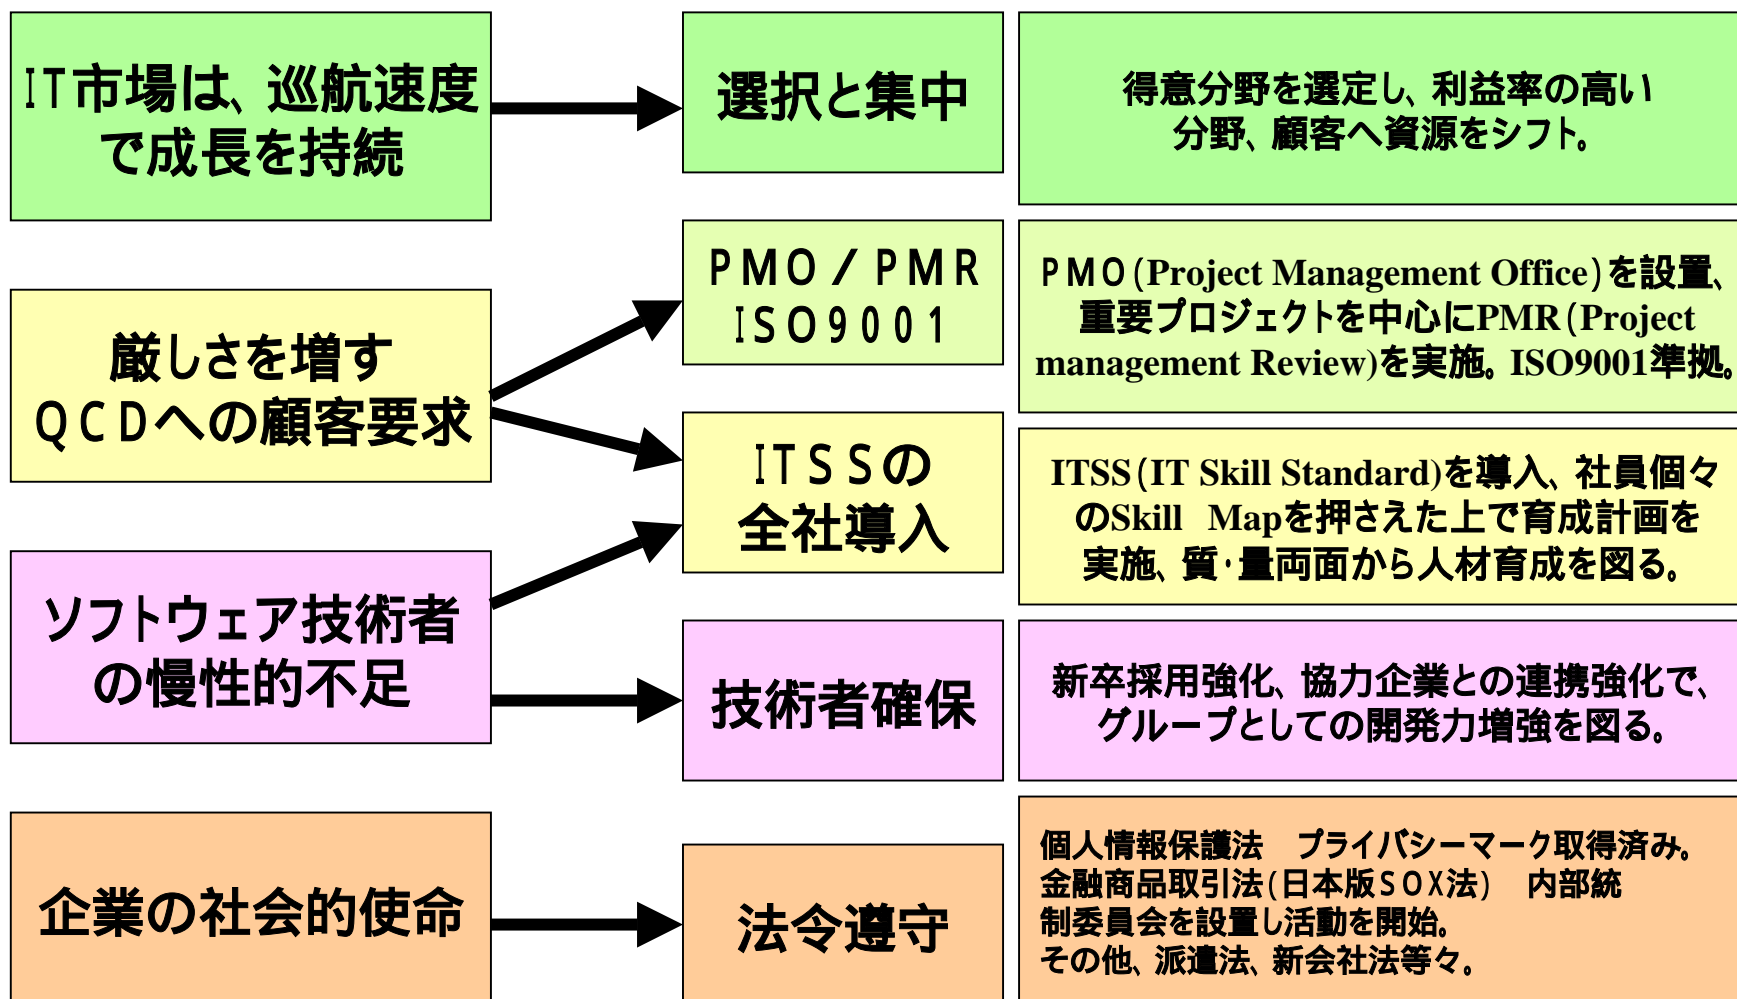 IT市場は、巡航速度
で成長を持続
選択と集中
得意分野を選定し、利益率の高い
分野、顧客へ資源をシフト。
厳しさを増す
QCDへの顧客要求
PMO/PMR
ISO9001
PMO(Project Management Office)を設置、
重要プロジェクトを中心にPMR(Project
management Review)を実施。ISO9001準拠。
ITSSの
全社導入
ITSS(IT Skill Standard)を導入、社員個々
のSkill Mapを押さえた上で育成計画を
実施、質・量両面から人材育成を図る。
ソフトウェア技術者
の慢性的不足
技術者確保
新卒採用強化、協力企業との連携強化で、
グループとしての開発力増強を図る。
企業の社会的使命
法令遵守
個人情報保護法 プライバシーマーク取得済み。
金融商品取引法(日本版SOX法) 内部統
制委員会を設置し活動を開始。
その他、派遣法、新会社法等々。